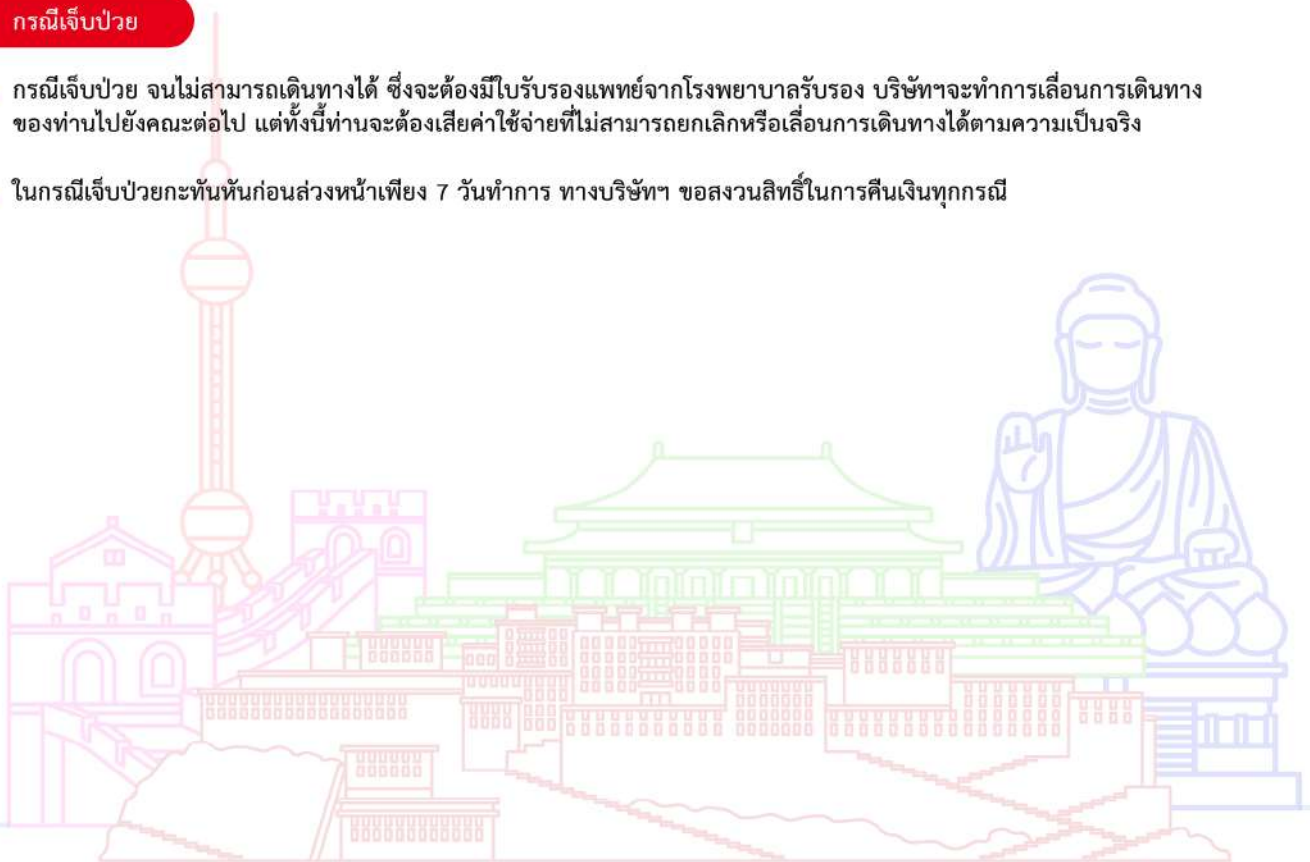 กรณีเจ็บป่วย
กรณีเจ็บป่วย จนไม่สามารถเดินทางได้ ซึ่งจะต้องมีใบรับรองแพทย์จากโรงพยาบาลรับรอง บริษัทฯจะทำการเลื่อนการเดินทาง
ของท่านไปยังคณะต่อไป แต่ทั้งนี้ท่านจะต้องเสียค่าใช้จ่ายที่ไม่สามารถยกเลิกหรือเลื่อนการเดินทางได้ตามความเป็นจริง
ในกรณีเจ็บป่วยกะทันหันก่อนล่วงหน้าเพียง 7 วันทำการ ทางบริษัทฯ ขอสงวนสิทธิ์ในการคืนเงินทุกกรณี